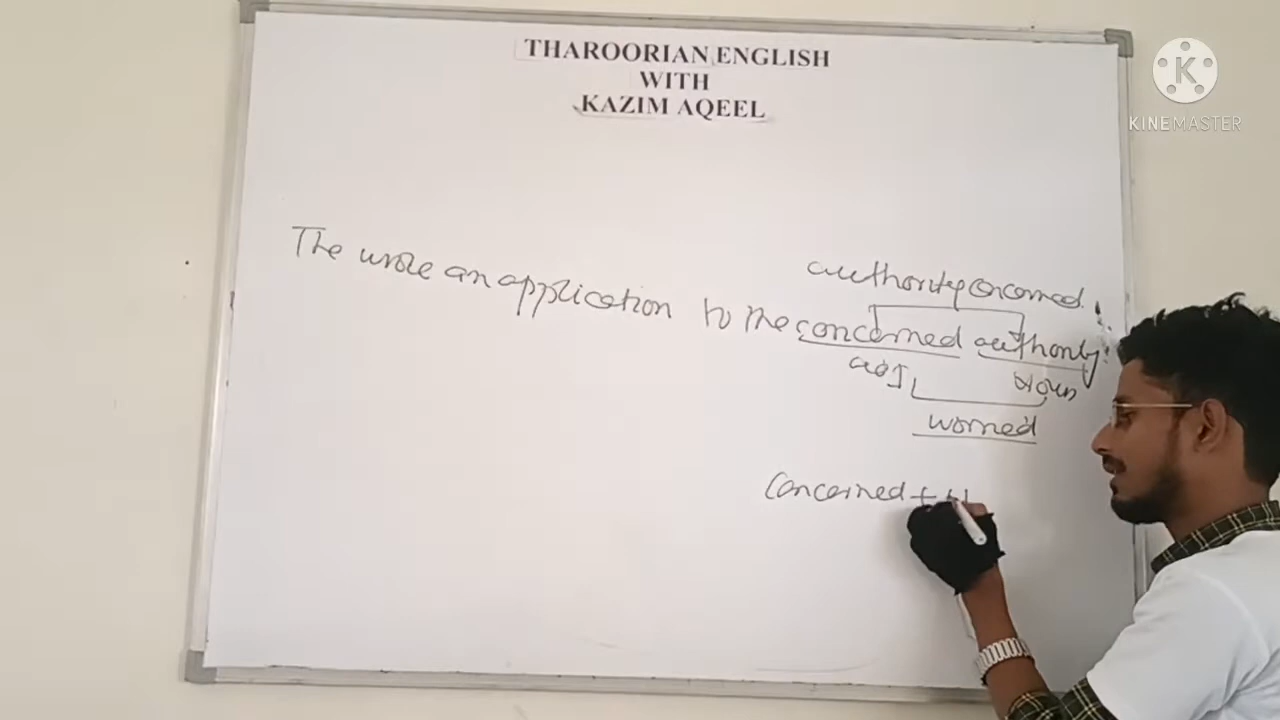 THAROORIAN ENGLISH
WITH
KAZIM AQEEL
KINEMASTER
authority concerned.
The wrote an application to the concerned authority.
adj
Noun
worried
Concerned +